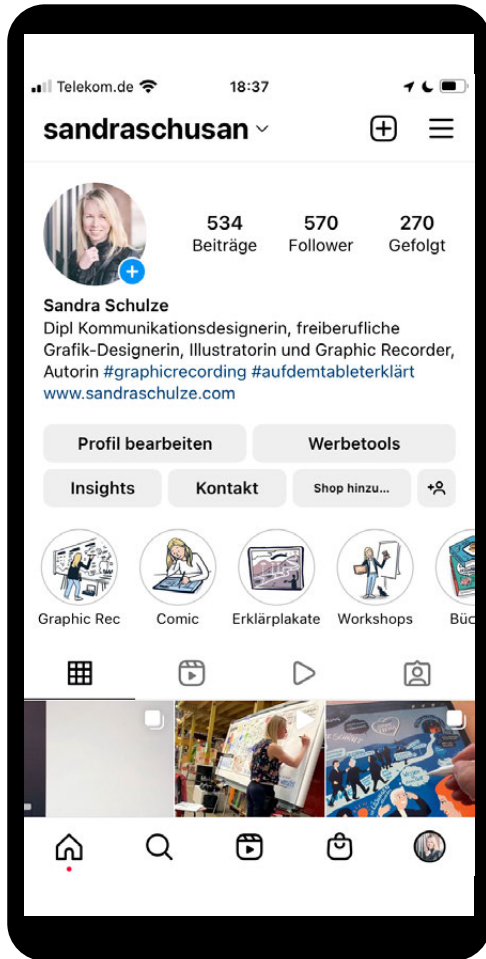 Telekom.de 18:37
sandraschusan
534 570 270
Beiträge Follower Gefolgt
Sandra Schulze
Dipl Kommunikationsdesignerin, freiberufliche
Grafik-Designerin, Illustratorin und Graphic Recorder,
Autorin #graphicrecording #aufdemtableterklärt
www.sandraschulze.com
Profil bearbeiten Werbetools
Insights Kontakt Shop hinzu...
Graphic Rec Comic Erklärplakate Workshops Büc